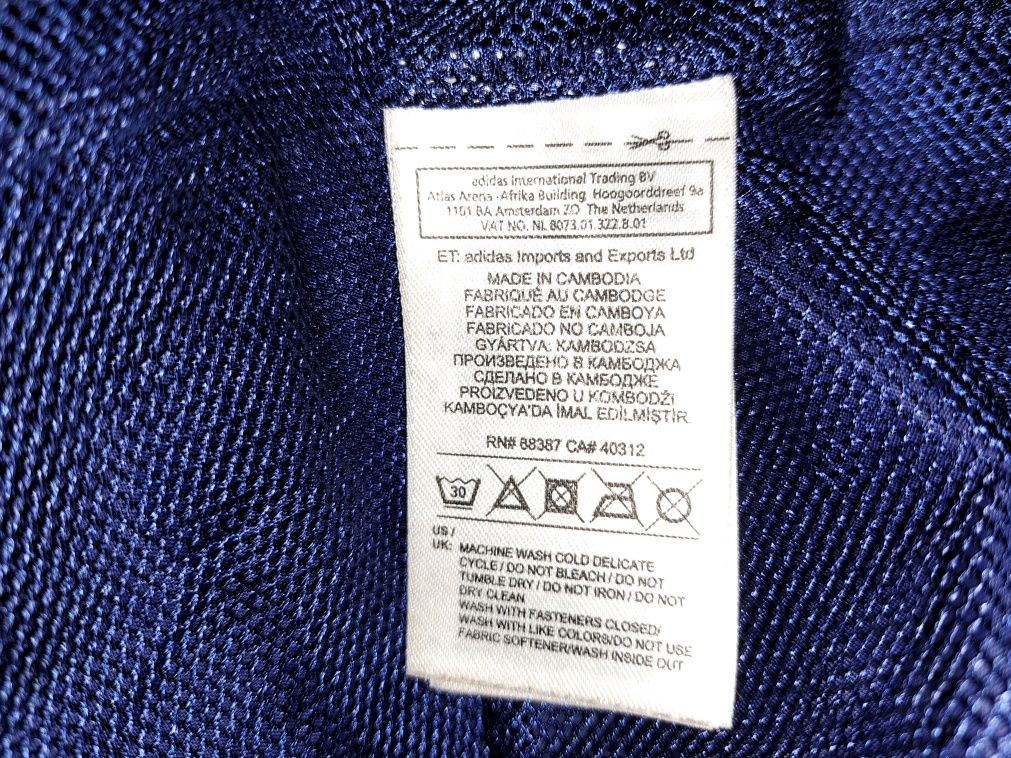 adidas International Trading BV
Atlas Arena -Afrika Building Hoogoorddreef 9a
1101 BA Amsterdam ZO The Netherlands
VAT NO. NL 8073.01.322.B.01
ET: adidas Imports and Exports Ltd
MADE IN CAMBODIA
FABRIQUÉ AU CAMBODGE
FABRICADO EN CAMBOYA
FABRICADO NO CAMBOJA
GYÁRTVA: KAMBODZSA
ПРОИЗВЕДЕНО В КАМБОДЖА
СДЕЛАНО В КАМБОДЖЕ
PROIZVEDENO U KOMBODŽI
KAMBOÇYA'DA İMAL EDİLMİŞTİR.
RN# 88387 CA# 40312
30
US /
UK: MACHINE WASH COLD DELICATE
CYCLE / DO NOT BLEACH / DO NOT
TUMBLE DRY / DO NOT IRON / DO NOT
DRY CLEAN
WASH WITH FASTENERS CLOSED/
WASH WITH LIKE COLORS/DO NOT USE
FABRIC SOFTENER/WASH INSIDE OUT